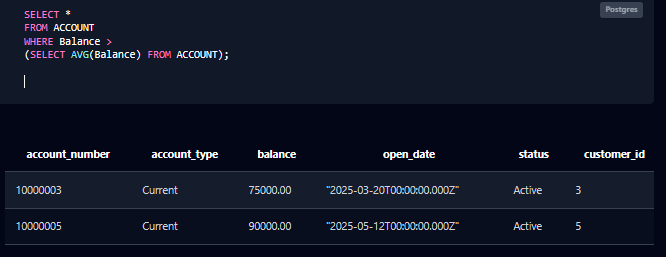 Postgres
SELECT *
FROM ACCOUNT
WHERE Balance >
(SELECT AVG(Balance) FROM ACCOUNT);
account_number account_type balance open_date status customer_id
10000003 Current 75000.00 "2025-03-20T00:00:00.000Z" Active 3
10000005 Current 90000.00 "2025-05-12T00:00:00.000Z" Active 5